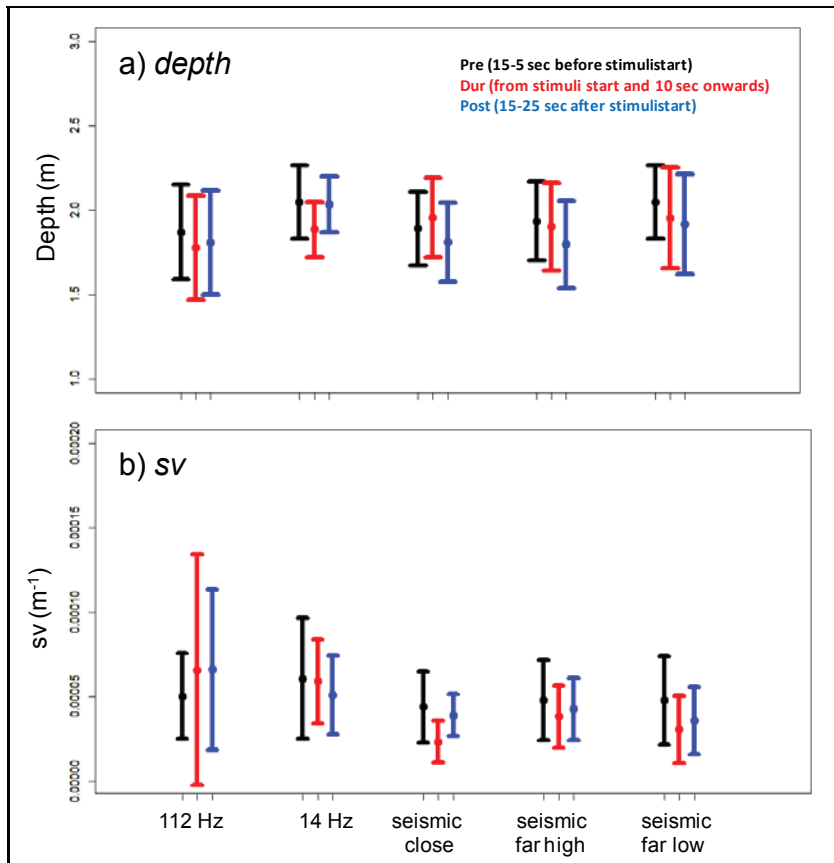 a) depth
Pre (15-5 sec before stimulistart)
Dur (from stimuli start and 10 sec onwards)
Post (15-25 sec after stimulistart)
Depth (m)
3.0
2.5
2.0
1.5
1.0
b) sv
sv (m-1)
0.00020
0.00015
0.00010
0.00005
0.00000
112 Hz
14 Hz
seismic close
seismic far high
seismic far low